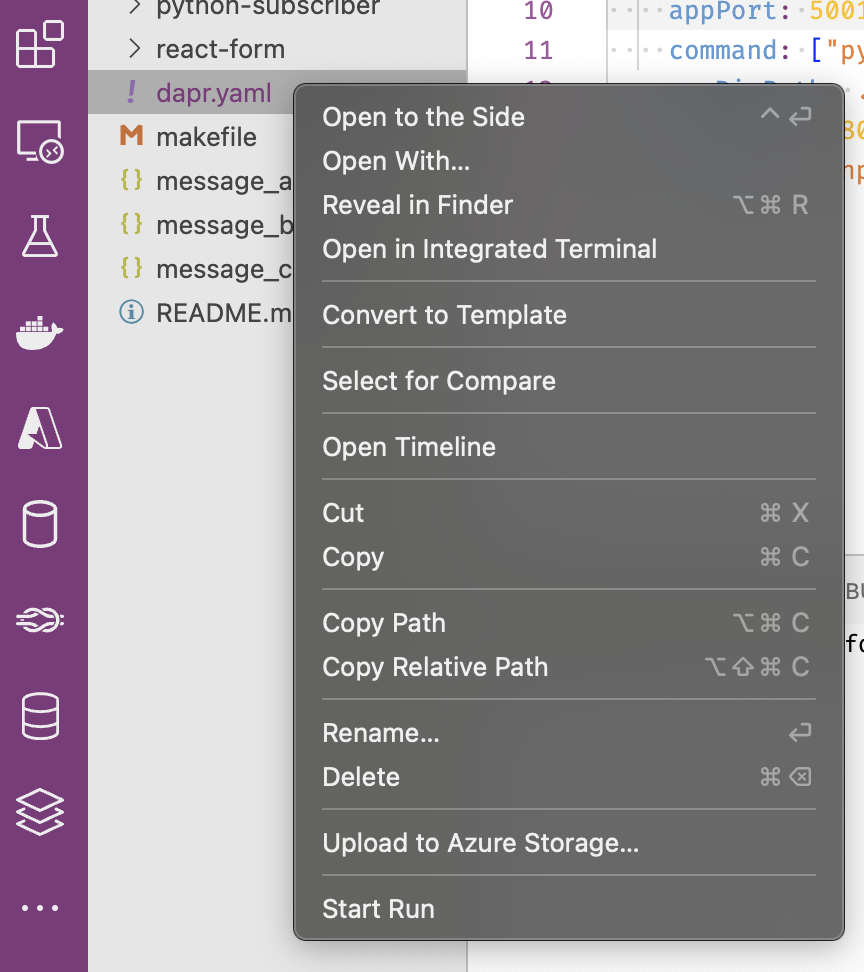 python-subscriber
react-form
dapr.yaml
makefile
message_a
message_b
message_c
README.m
10 appPort: 5001
11 command: ["py
Open to the Side ^ ↩
Open With...
Reveal in Finder ⌥⌘ R
Open in Integrated Terminal
Convert to Template
Select for Compare
Open Timeline
Cut ⌘ X
Copy ⌘ C
Copy Path ⌥⌘ C
Copy Relative Path ⌥⇧⌘ C
Rename... ↩
Delete ⌘ ⌫
Upload to Azure Storage...
Start Run